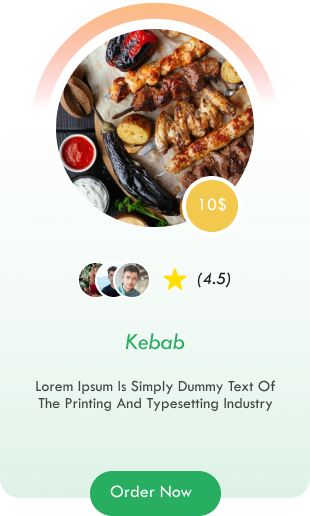 10$
(4.5)
Kebab
Lorem Ipsum Is Simply Dummy Text Of
The Printing And Typesetting Industry
Order Now